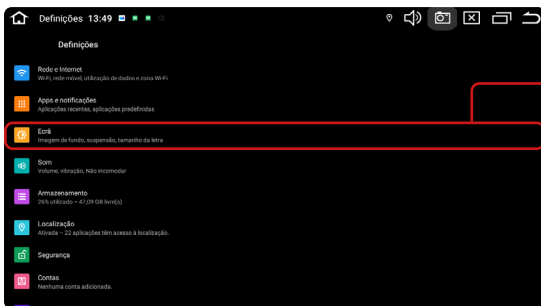 Definições 13:49
Definições
Rede e Internet
Wi-Fi, rede móvel, utilização de dados e zona Wi-Fi
Apps e notificações
Aplicações recentes, aplicações predefinidas
Ecrã
Imagem de fundo, suspensão, tamanho da letra
Som
Volume, vibração, Não incomodar
Armazenamento
26% utilizado – 47,09 GB livre(s)
Localização
Ativada – 22 aplicações têm acesso à localização.
Segurança
Contas
Nenhuma conta adicionada.